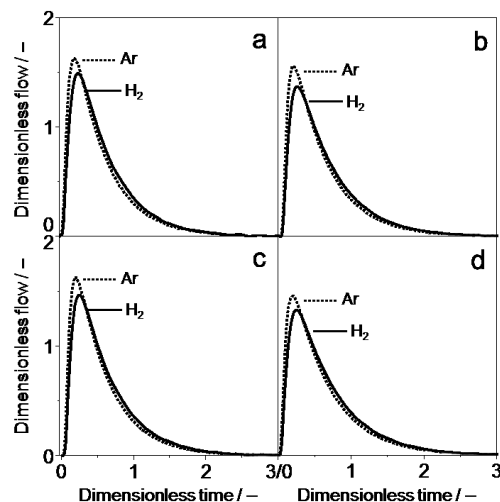 2
a
b
Ar
Ar
H₂
H₂
1
0
Dimensionless flow / –
2
c
d
Ar
Ar
H₂
H₂
1
0
Dimensionless flow / –
0 1 2 3/0 1 2 3
Dimensionless time / – Dimensionless time / –